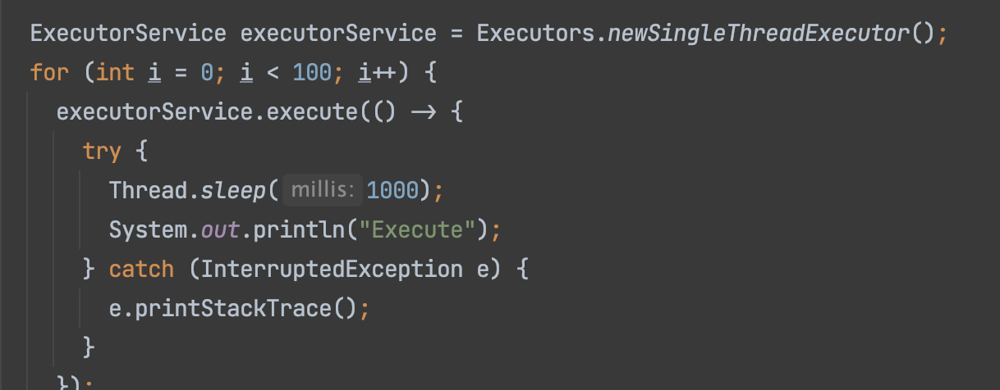 ExecutorService executorService = Executors.newSingleThreadExecutor();
for (int i = 0; i < 100; i++) {
executorService.execute(() -> {
try {
Thread.sleep( millis: 1000);
System.out.println("Execute");
} catch (InterruptedException e) {
e.printStackTrace();
}
});